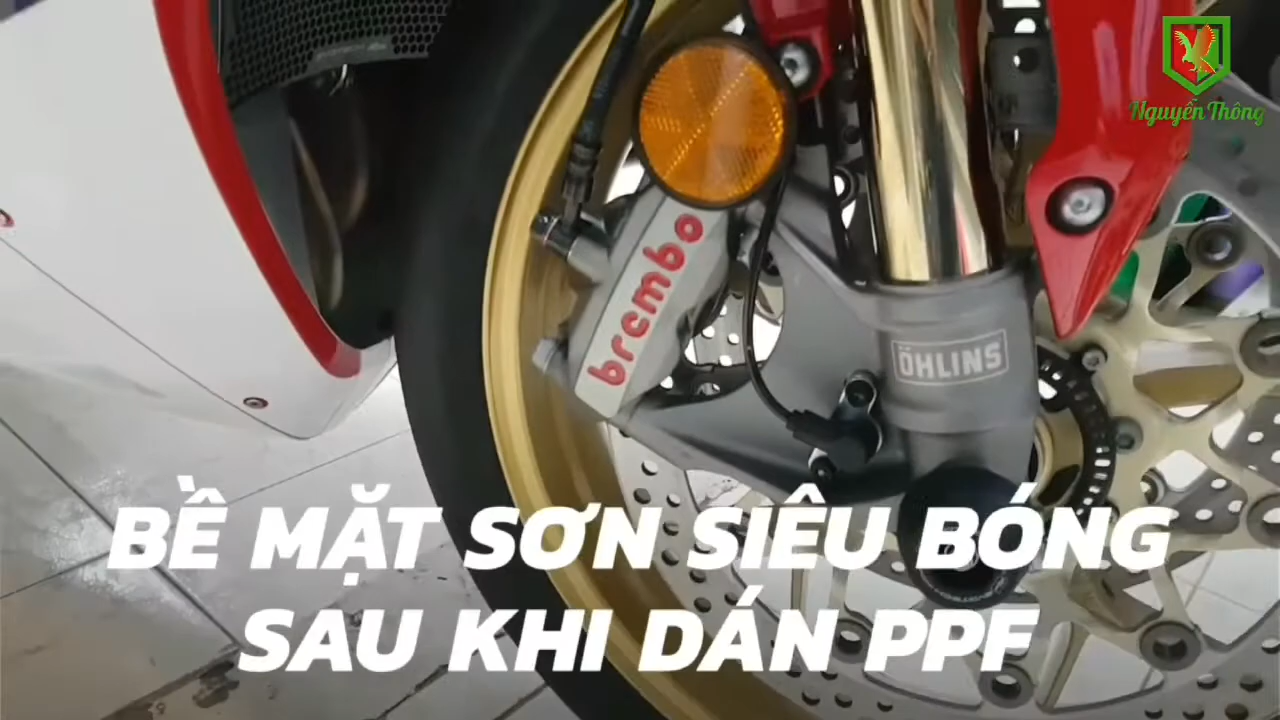 Nguyễn Thông
brembo
ÖHLINS
BỀ MẶT SƠN SIÊU BÓNG
SAU KHI DÁN PPF